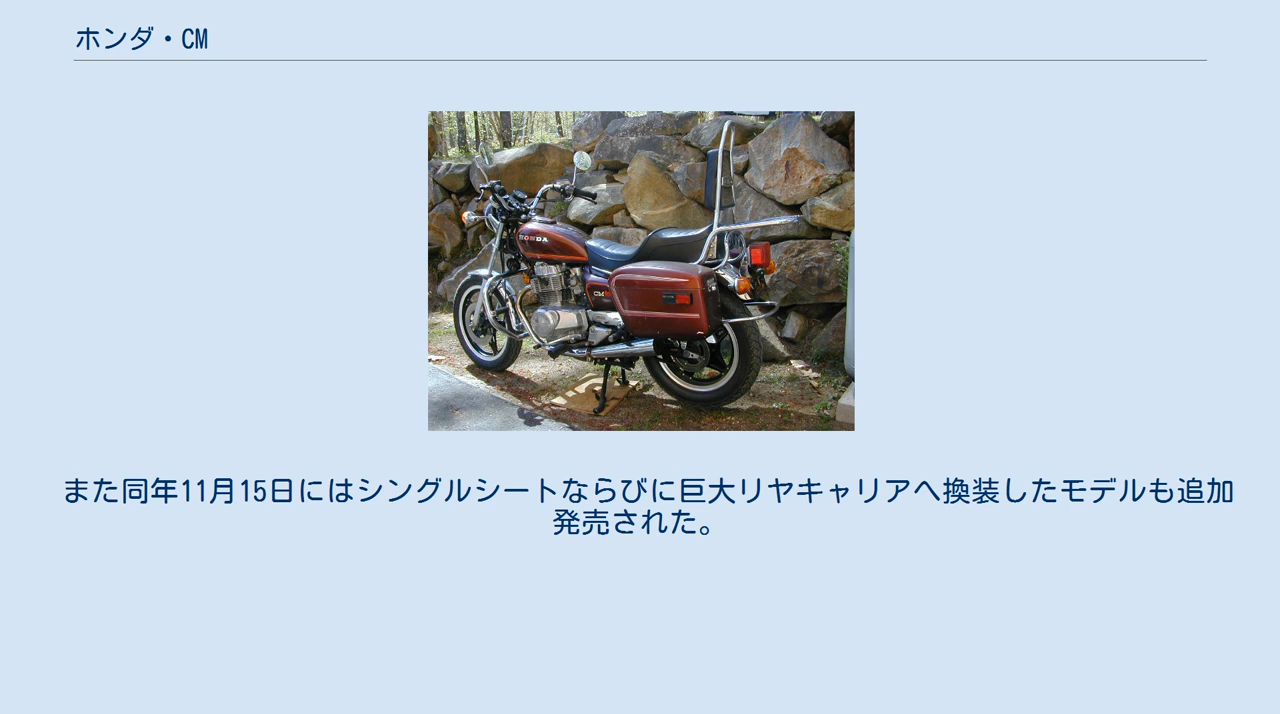 ホンダ・CM
HONDA
CM
また同年11月15日にはシングルシートならびに巨大リヤキャリアへ換装したモデルも追加
発売された。